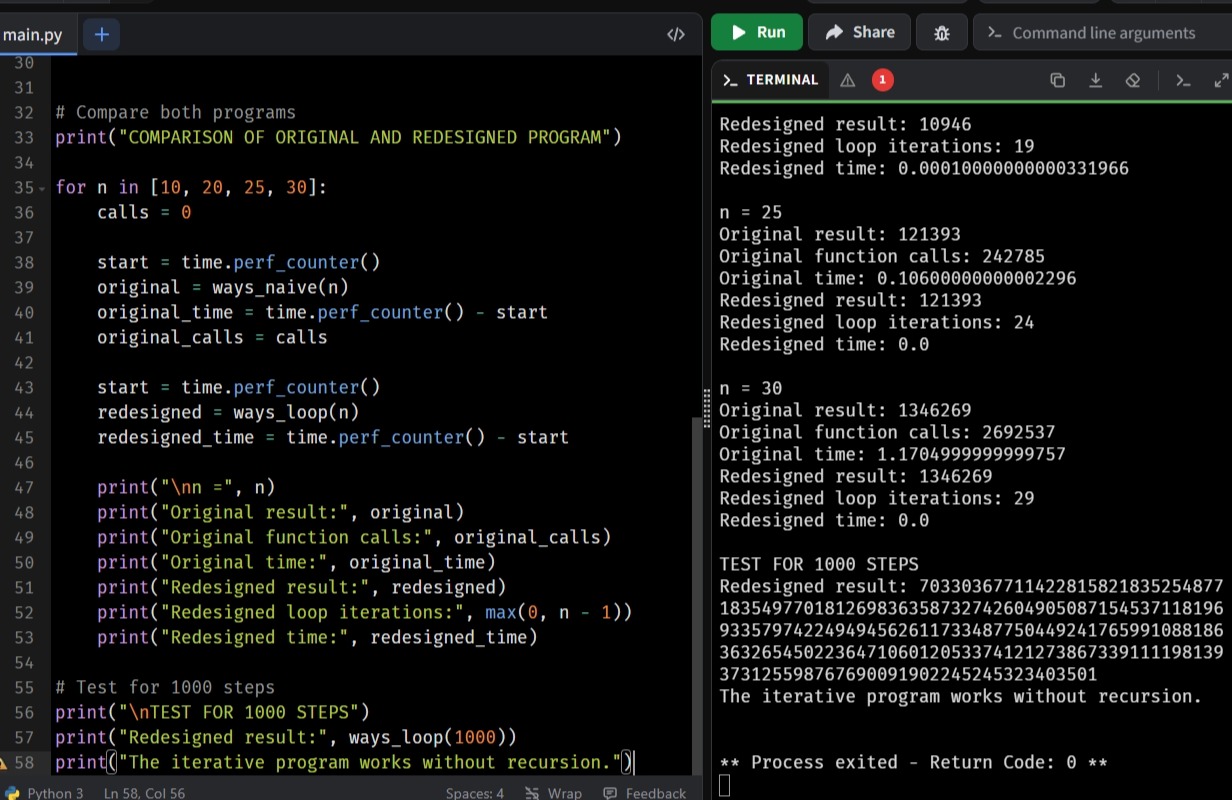 main.py
+
</>
Run
Share
>_ Command line arguments
30
31
32 # Compare both programs
33 print("COMPARISON OF ORIGINAL AND REDESIGNED PROGRAM")
34
35 for n in [10, 20, 25, 30]:
36 calls = 0
37
38 start = time.perf_counter()
39 original = ways_naive(n)
40 original_time = time.perf_counter() - start
41 original_calls = calls
42
43 start = time.perf_counter()
44 redesigned = ways_loop(n)
45 redesigned_time = time.perf_counter() - start
46
47 print("\nn =", n)
48 print("Original result:", original)
49 print("Original function calls:", original_calls)
50 print("Original time:", original_time)
51 print("Redesigned result:", redesigned)
52 print("Redesigned loop iterations:", max(0, n - 1))
53 print("Redesigned time:", redesigned_time)
54
55 # Test for 1000 steps
56 print("\nTEST FOR 1000 STEPS")
57 print("Redesigned result:", ways_loop(1000))
58 print("The iterative program works without recursion.")
Python 3 Ln 58, Col 56 Spaces: 4 Wrap Feedback
>_ TERMINAL 1 >_
Redesigned result: 10946
Redesigned loop iterations: 19
Redesigned time: 0.00010000000000331966
n = 25
Original result: 121393
Original function calls: 242785
Original time: 0.10600000000002296
Redesigned result: 121393
Redesigned loop iterations: 24
Redesigned time: 0.0
n = 30
Original result: 1346269
Original function calls: 2692537
Original time: 1.1704999999999757
Redesigned result: 1346269
Redesigned loop iterations: 29
Redesigned time: 0.0
TEST FOR 1000 STEPS
Redesigned result: 70330367711422815821835254877
183549770181269836358732742604905087154537118196
933579742249494562611733487750449241765991088186
363265450223647106012053374121273867339111198139
373125598767690091902245245323403501
The iterative program works without recursion.
** Process exited - Return Code: 0 **